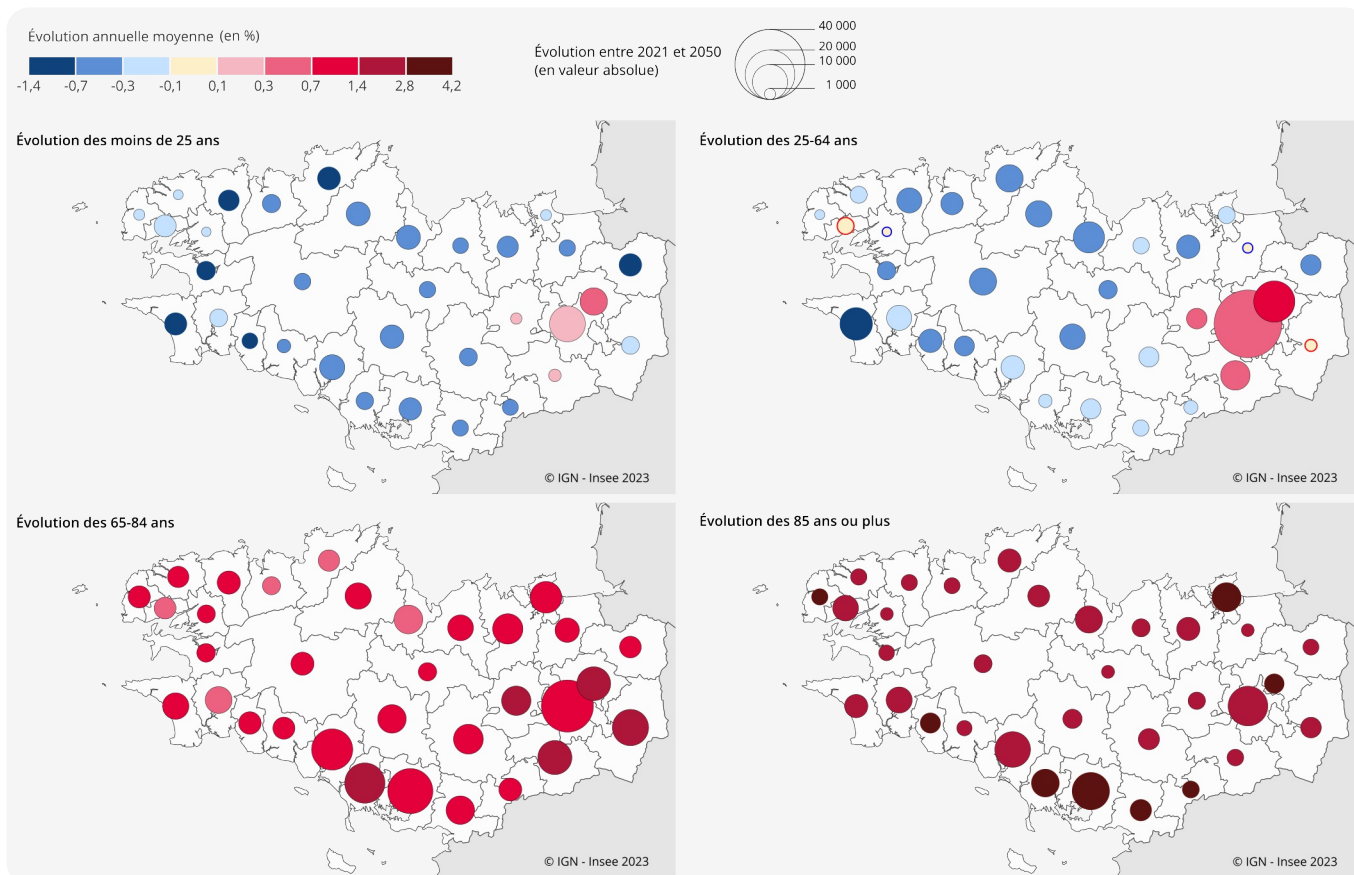 Évolution annuelle moyenne (en %)
-1,4 -0,7 -0,3 -0,1 0,1 0,3 0,7 1,4 2,8 4,2
Évolution entre 2021 et 2050
(en valeur absolue)
40 000
20 000
10 000
1 000
Évolution des moins de 25 ans
© IGN - Insee 2023
Évolution des 25-64 ans
© IGN - Insee 2023
Évolution des 65-84 ans
© IGN - Insee 2023
Évolution des 85 ans ou plus
© IGN - Insee 2023